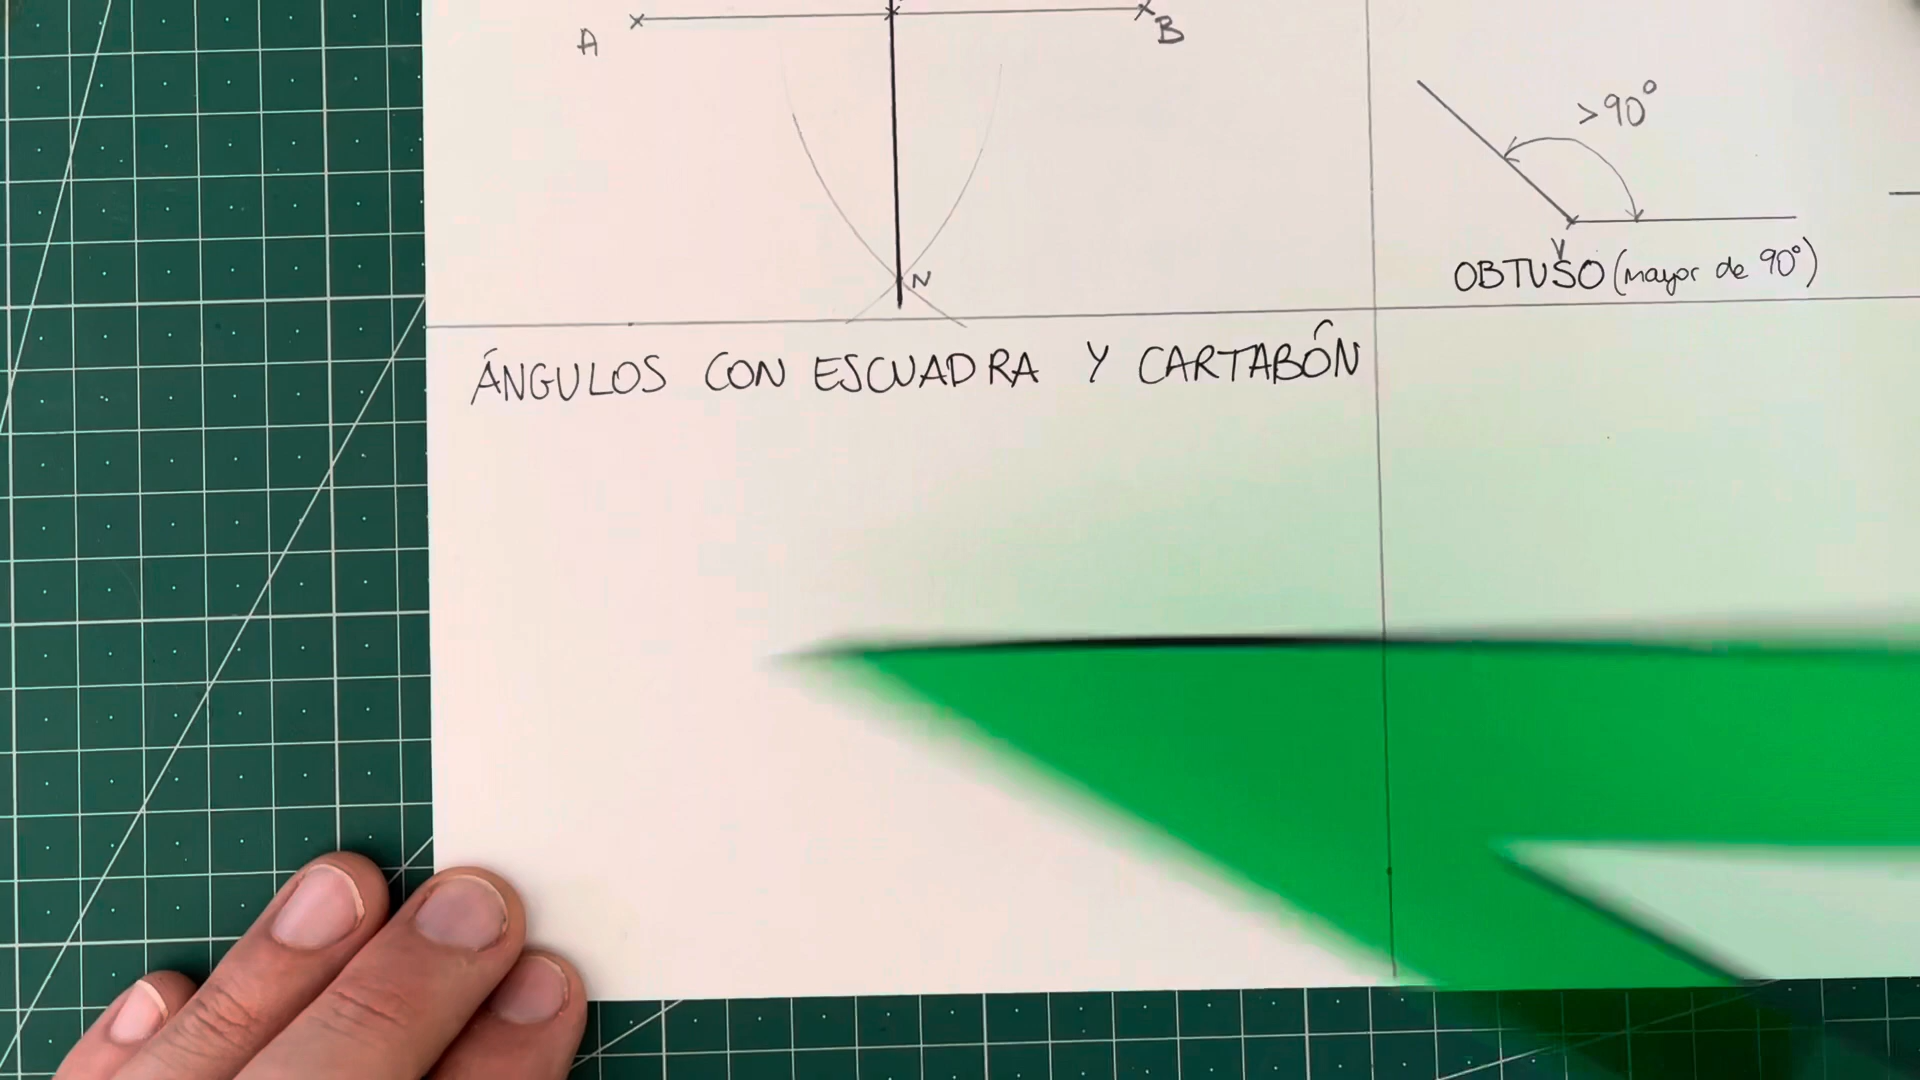 A
B
N
>90°
V
OBTUSO (mayor de 90°)
ÁNGULOS CON ESCUADRA Y CARTABÓN